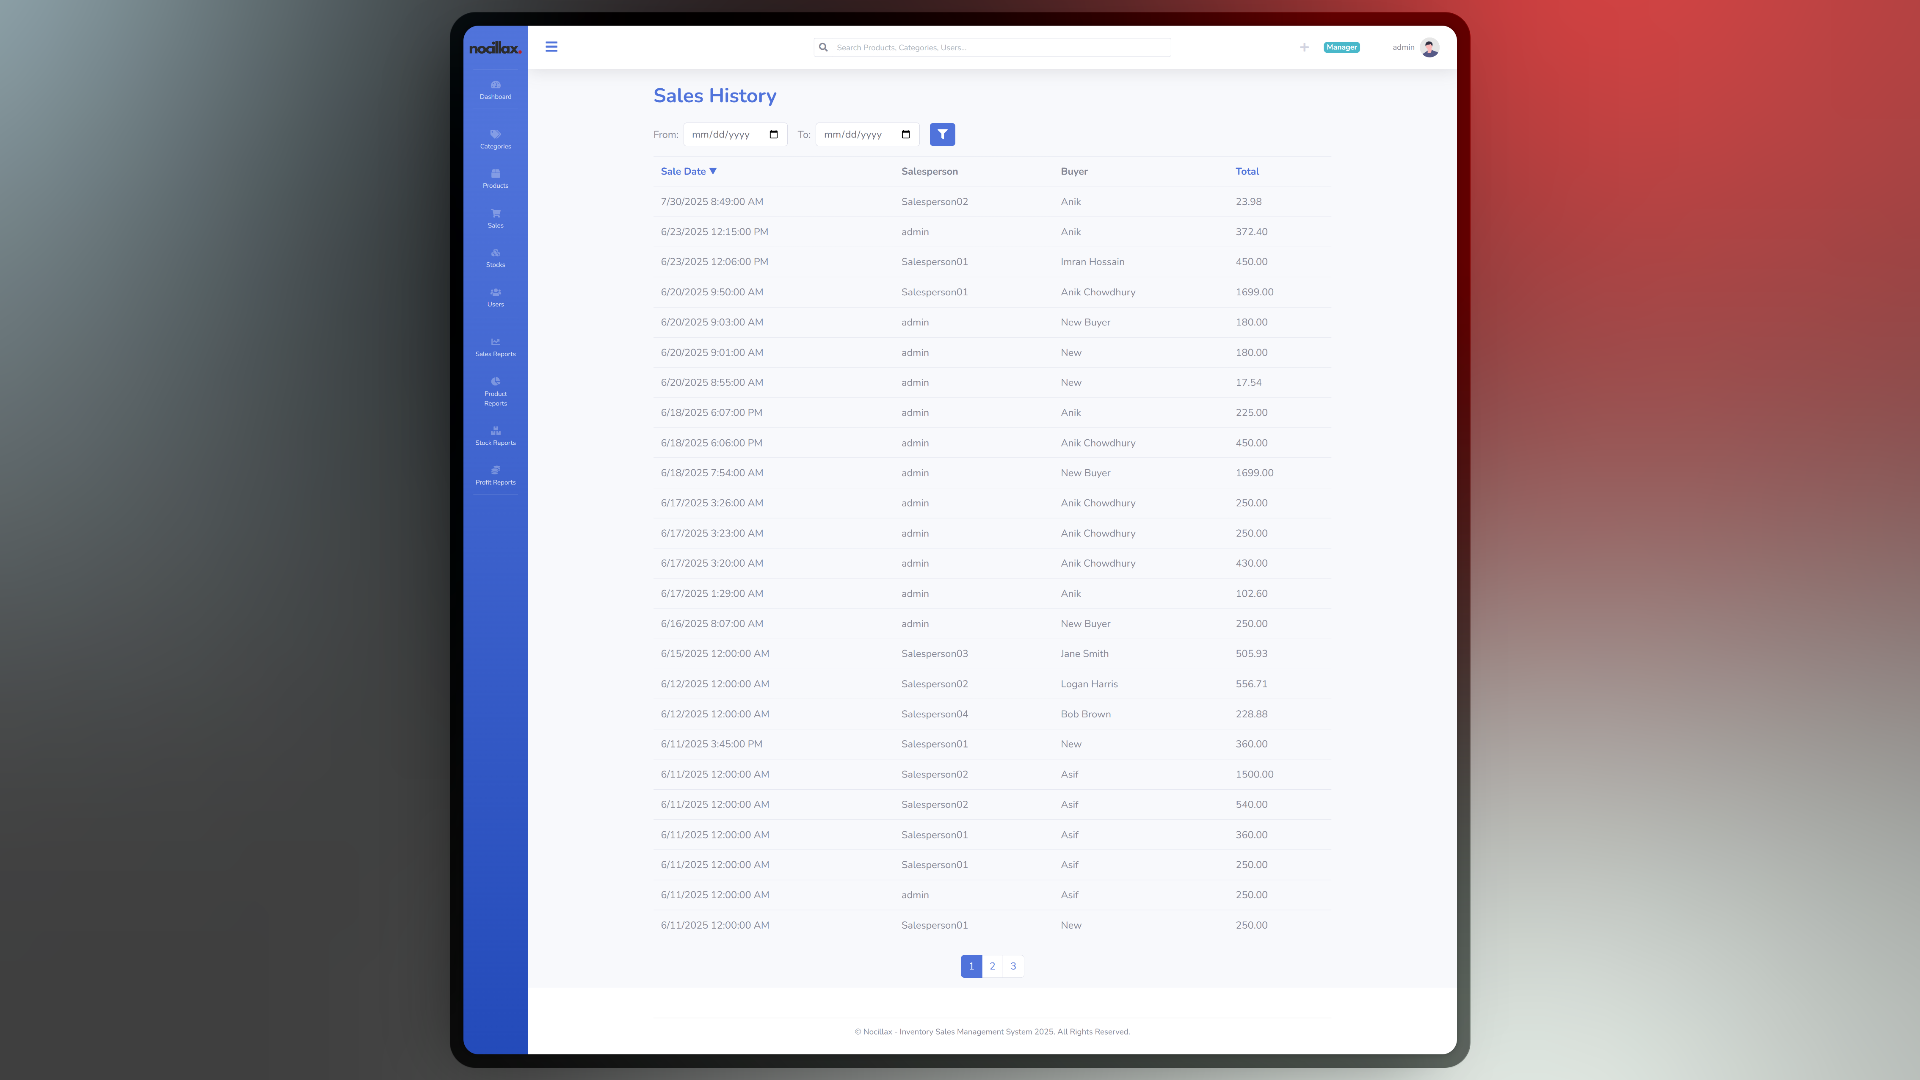 nocillax.
Search Products, Categories, Users...
Manager
admin
Dashboard
Categories
Products
Sales
Stocks
Users
Sales Reports
Product
Reports
Stock Reports
Profit Reports
Sales History
From: mm/dd/yyyy To: mm/dd/yyyy
Sale Date ▼ Salesperson Buyer Total
7/30/2025 8:49:00 AM Salesperson02 Anik 23.98
6/23/2025 12:15:00 PM admin Anik 372.40
6/23/2025 12:06:00 PM Salesperson01 Imran Hossain 450.00
6/20/2025 9:50:00 AM Salesperson01 Anik Chowdhury 1699.00
6/20/2025 9:03:00 AM admin New Buyer 180.00
6/20/2025 9:01:00 AM admin New 180.00
6/20/2025 8:55:00 AM admin New 17.54
6/18/2025 6:07:00 PM admin Anik 225.00
6/18/2025 6:06:00 PM admin Anik Chowdhury 450.00
6/18/2025 7:54:00 AM admin New Buyer 1699.00
6/17/2025 3:26:00 AM admin Anik Chowdhury 250.00
6/17/2025 3:23:00 AM admin Anik Chowdhury 250.00
6/17/2025 3:20:00 AM admin Anik Chowdhury 430.00
6/17/2025 1:29:00 AM admin Anik 102.60
6/16/2025 8:07:00 AM admin New Buyer 250.00
6/15/2025 12:00:00 AM Salesperson03 Jane Smith 505.93
6/12/2025 12:00:00 AM Salesperson02 Logan Harris 556.71
6/12/2025 12:00:00 AM Salesperson04 Bob Brown 228.88
6/11/2025 3:45:00 PM Salesperson01 New 360.00
6/11/2025 12:00:00 AM Salesperson02 Asif 1500.00
6/11/2025 12:00:00 AM Salesperson02 Asif 540.00
6/11/2025 12:00:00 AM Salesperson01 Asif 360.00
6/11/2025 12:00:00 AM Salesperson01 Asif 250.00
6/11/2025 12:00:00 AM admin Asif 250.00
6/11/2025 12:00:00 AM Salesperson01 New 250.00
1 2 3
© Nocillax - Inventory Sales Management System 2025. All Rights Reserved.